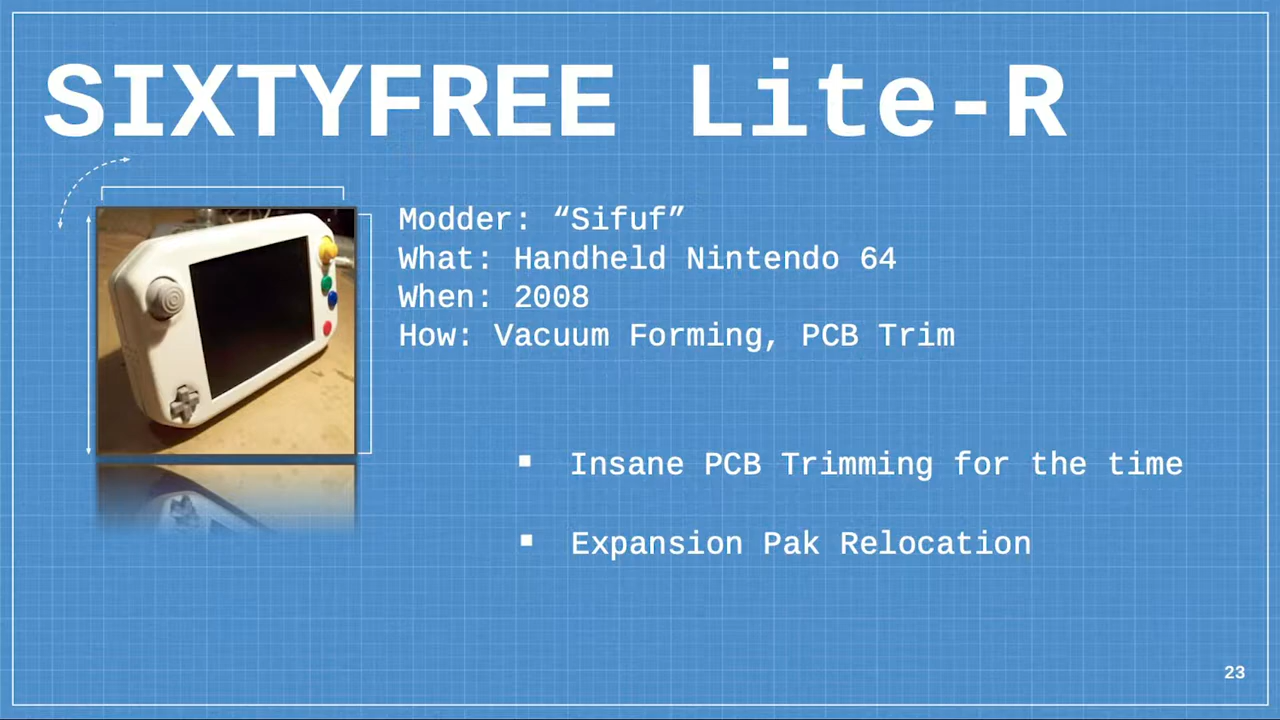 SIXTYFREE Lite-R
Modder: “Sifuf”
What: Handheld Nintendo 64
When: 2008
How: Vacuum Forming, PCB Trim
▪ Insane PCB Trimming for the time
▪ Expansion Pak Relocation
23